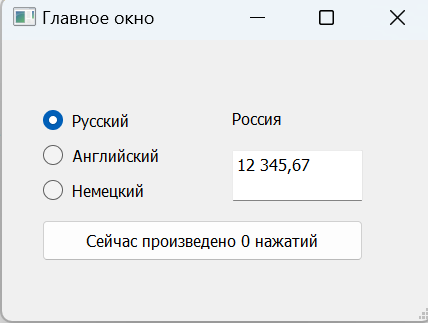 Главное окно
Русский
Россия
Английский
12 345,67
Немецкий
Сейчас произведено 0 нажатий